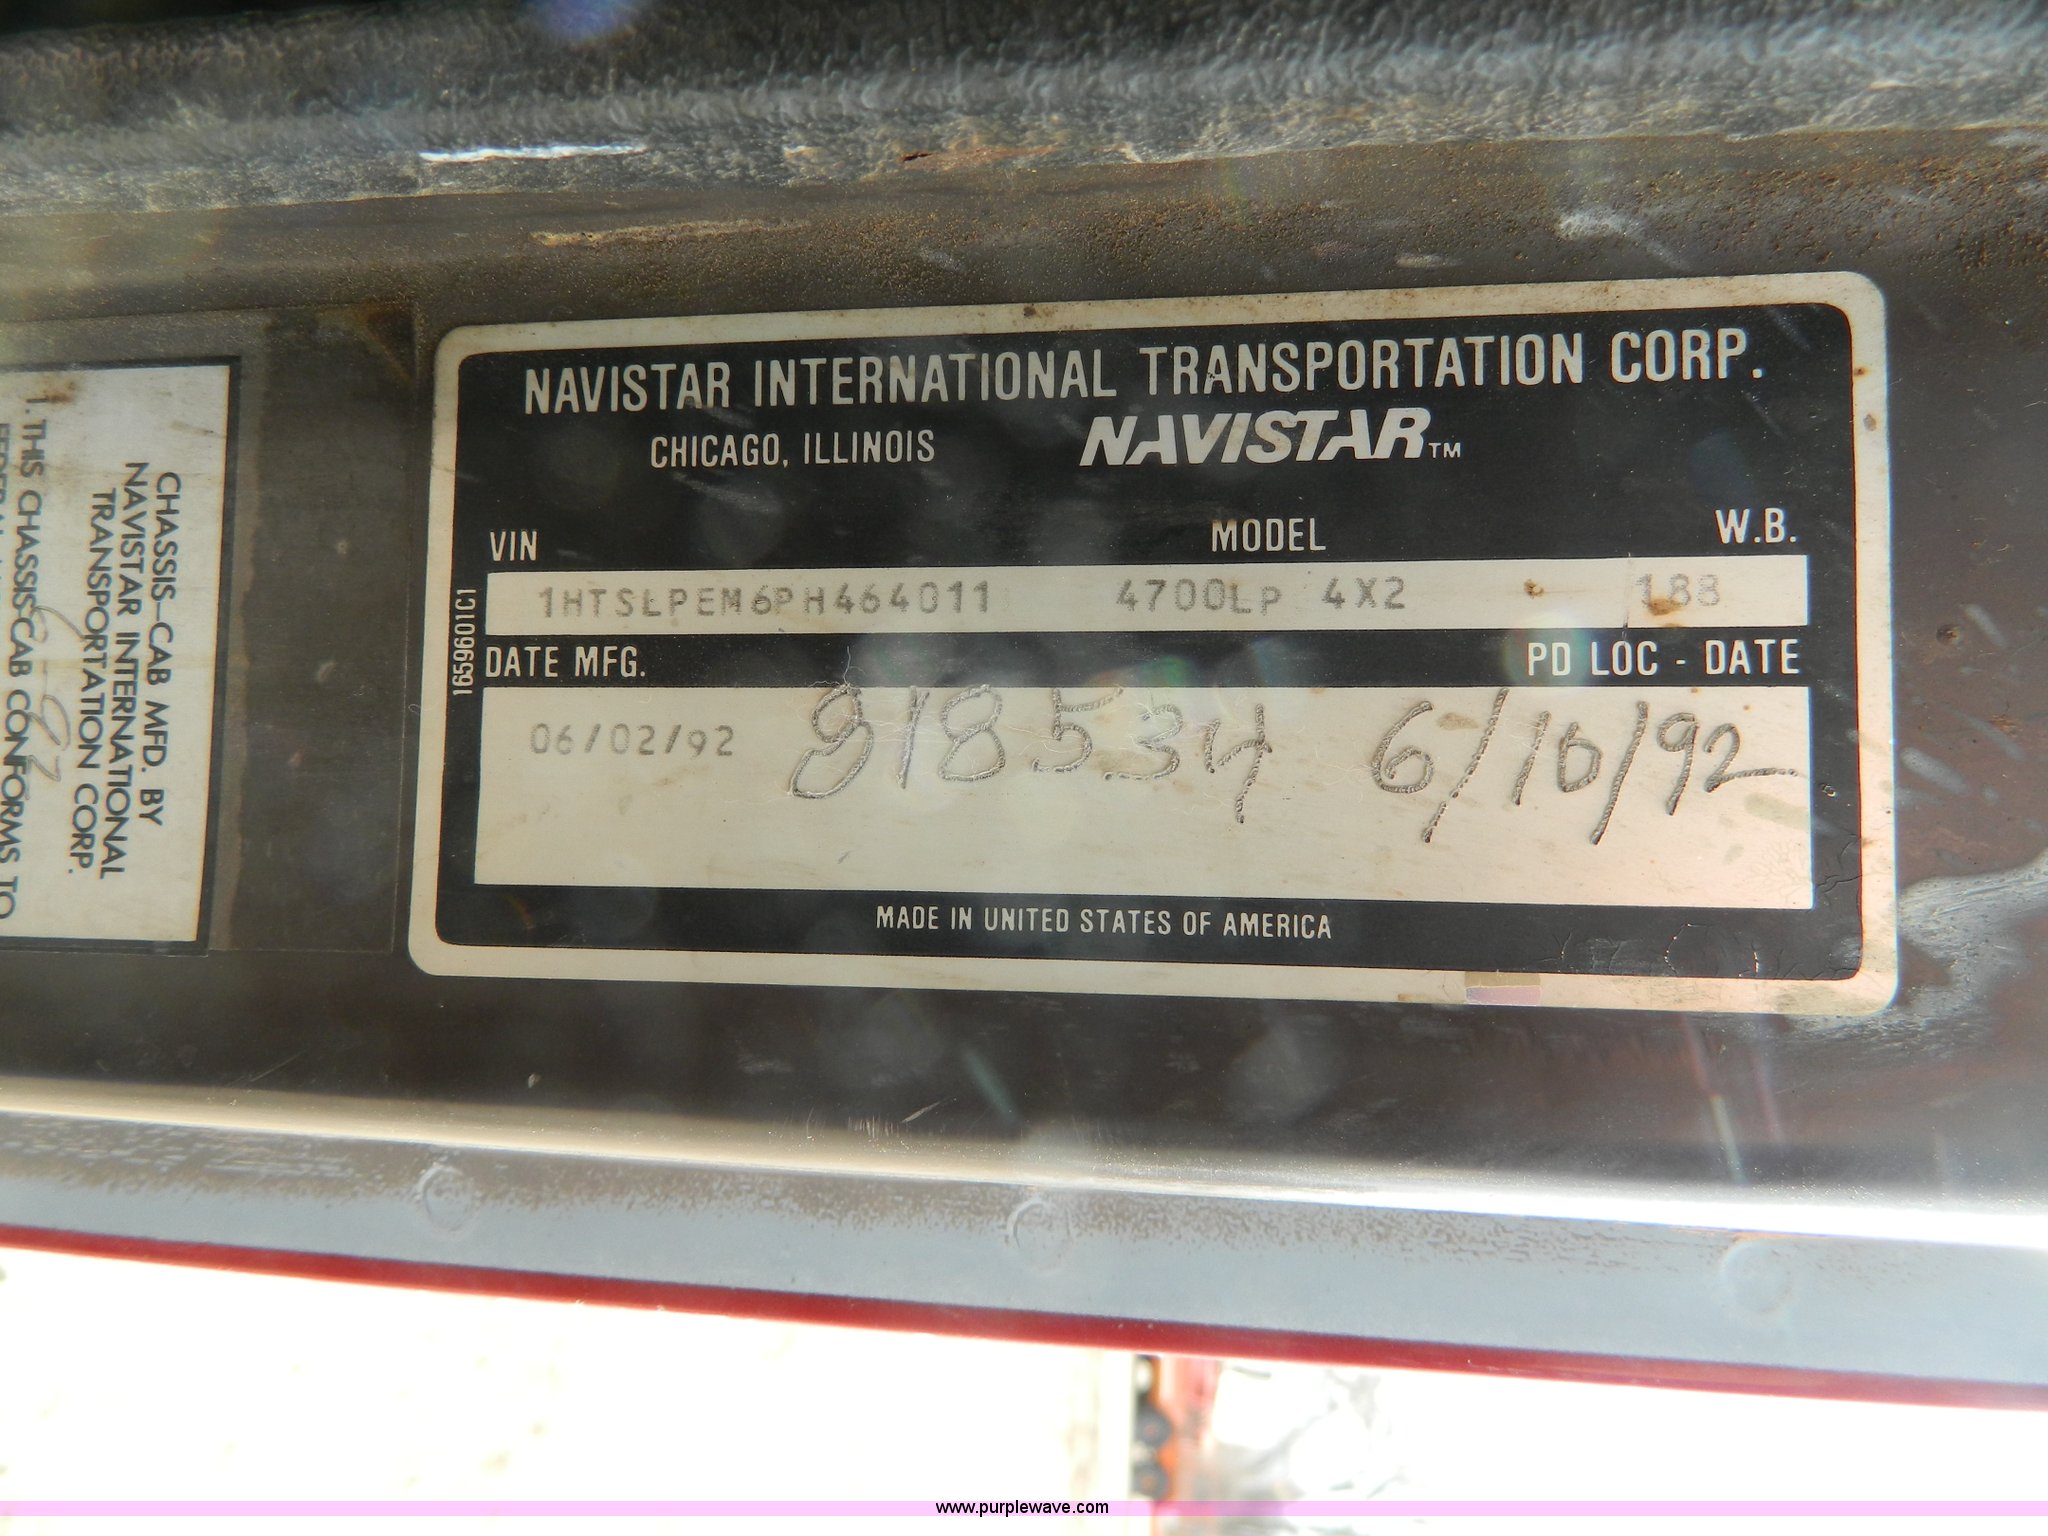 NAVISTAR INTERNATIONAL TRANSPORTATION CORP.
CHICAGO, ILLINOIS NAVISTAR™
VIN MODEL W.B.
1HTSLPEM6PH464011 4700LP 4X2 188
1659601C1
DATE MFG. PD LOC - DATE
06/02/92 818534 6/10/92
MADE IN UNITED STATES OF AMERICA
CHASSIS–CAB MFD. BY
NAVISTAR INTERNATIONAL
TRANSPORTATION CORP.
1. THIS CHASSIS-CAB CONFORMS TO
www.purplewave.com